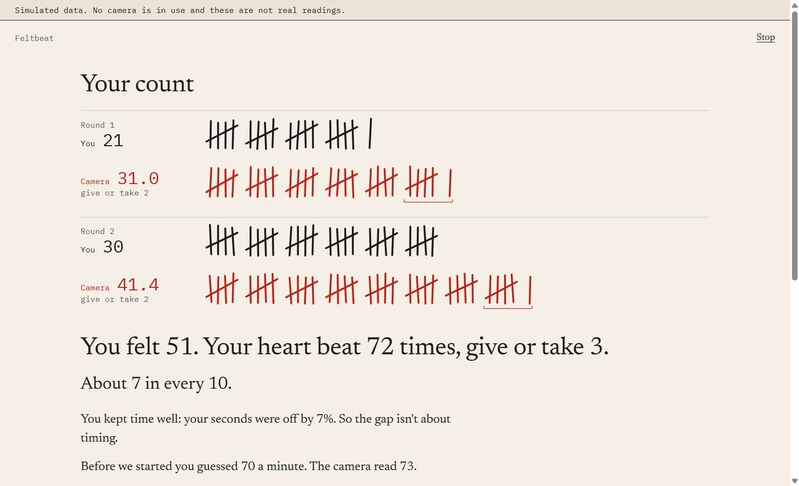 Simulated data. No camera is in use and these are not real readings.
Feltbeat
Stop
Your count
Round 1
You 21
Camera 31.0
give or take 2
Round 2
You 30
Camera 41.4
give or take 2
You felt 51. Your heart beat 72 times, give or take 3.
About 7 in every 10.
You kept time well: your seconds were off by 7%. So the gap isn't about
timing.
Before we started you guessed 70 a minute. The camera read 73.